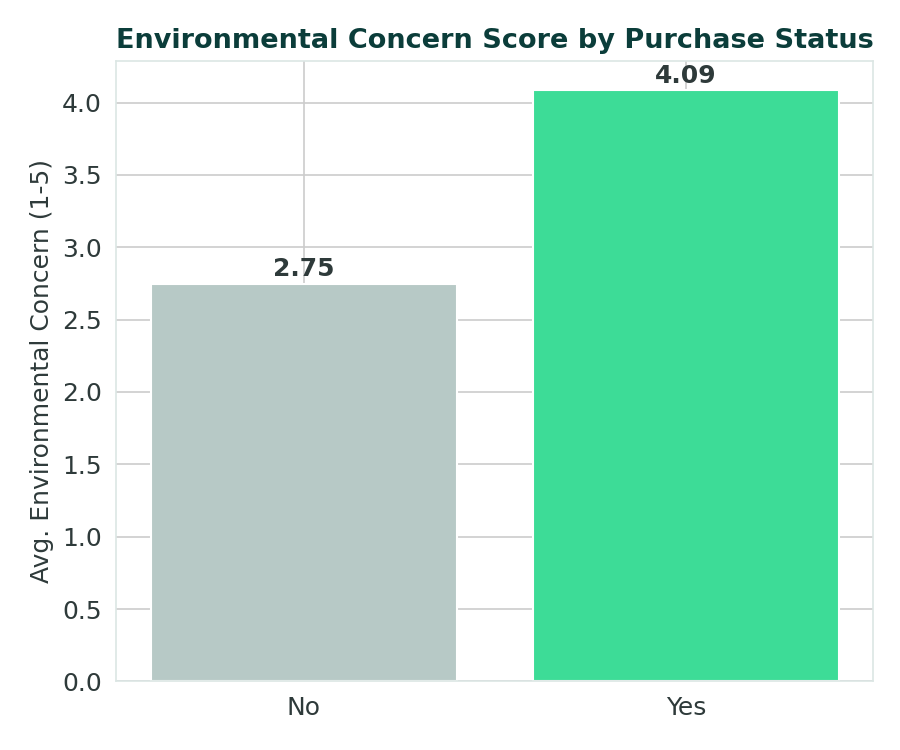 Environmental Concern Score by Purchase Status
Avg. Environmental Concern (1-5)
4.0
3.5
3.0
2.5
2.0
1.5
1.0
0.5
0.0
2.75
4.09
No
Yes